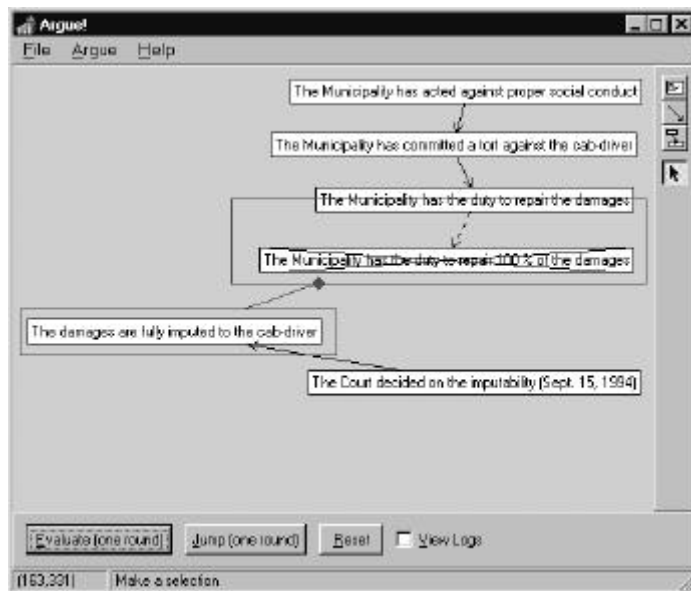 Argue!
File Argue Help
The Municipality has acted against proper social conduct
The Municipality has committed a tort against the cab-driver
The Municipality has the duty to repair the damages
The Municipality has the duty to repair 100 % of the damages
The damages are fully imputed to the cab-driver
The Court decided on the imputability (Sept. 15, 1994)
Evaluate (one round) Jump (one round) Reset View Logs
(163,331) Make a selection